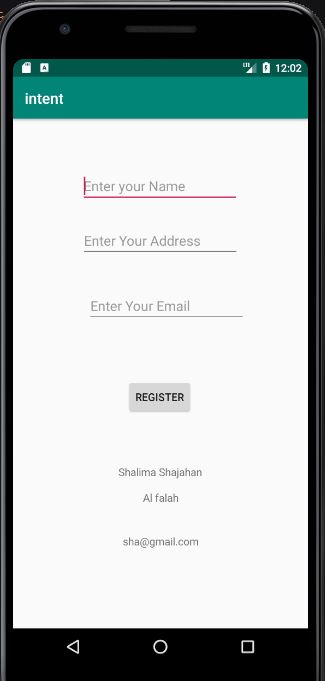 LTE 12:02
intent
Enter your Name
Enter Your Address
Enter Your Email
REGISTER
Shalima Shajahan
Al falah
sha@gmail.com